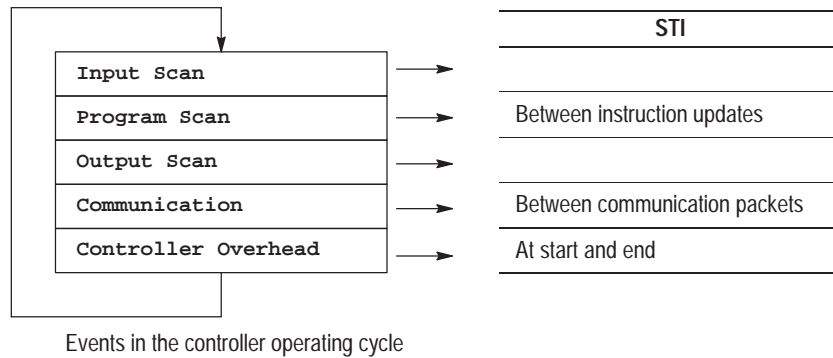 STI
Input Scan
Program Scan Between instruction updates
Output Scan
Communication Between communication packets
Controller Overhead At start and end
Events in the controller operating cycle